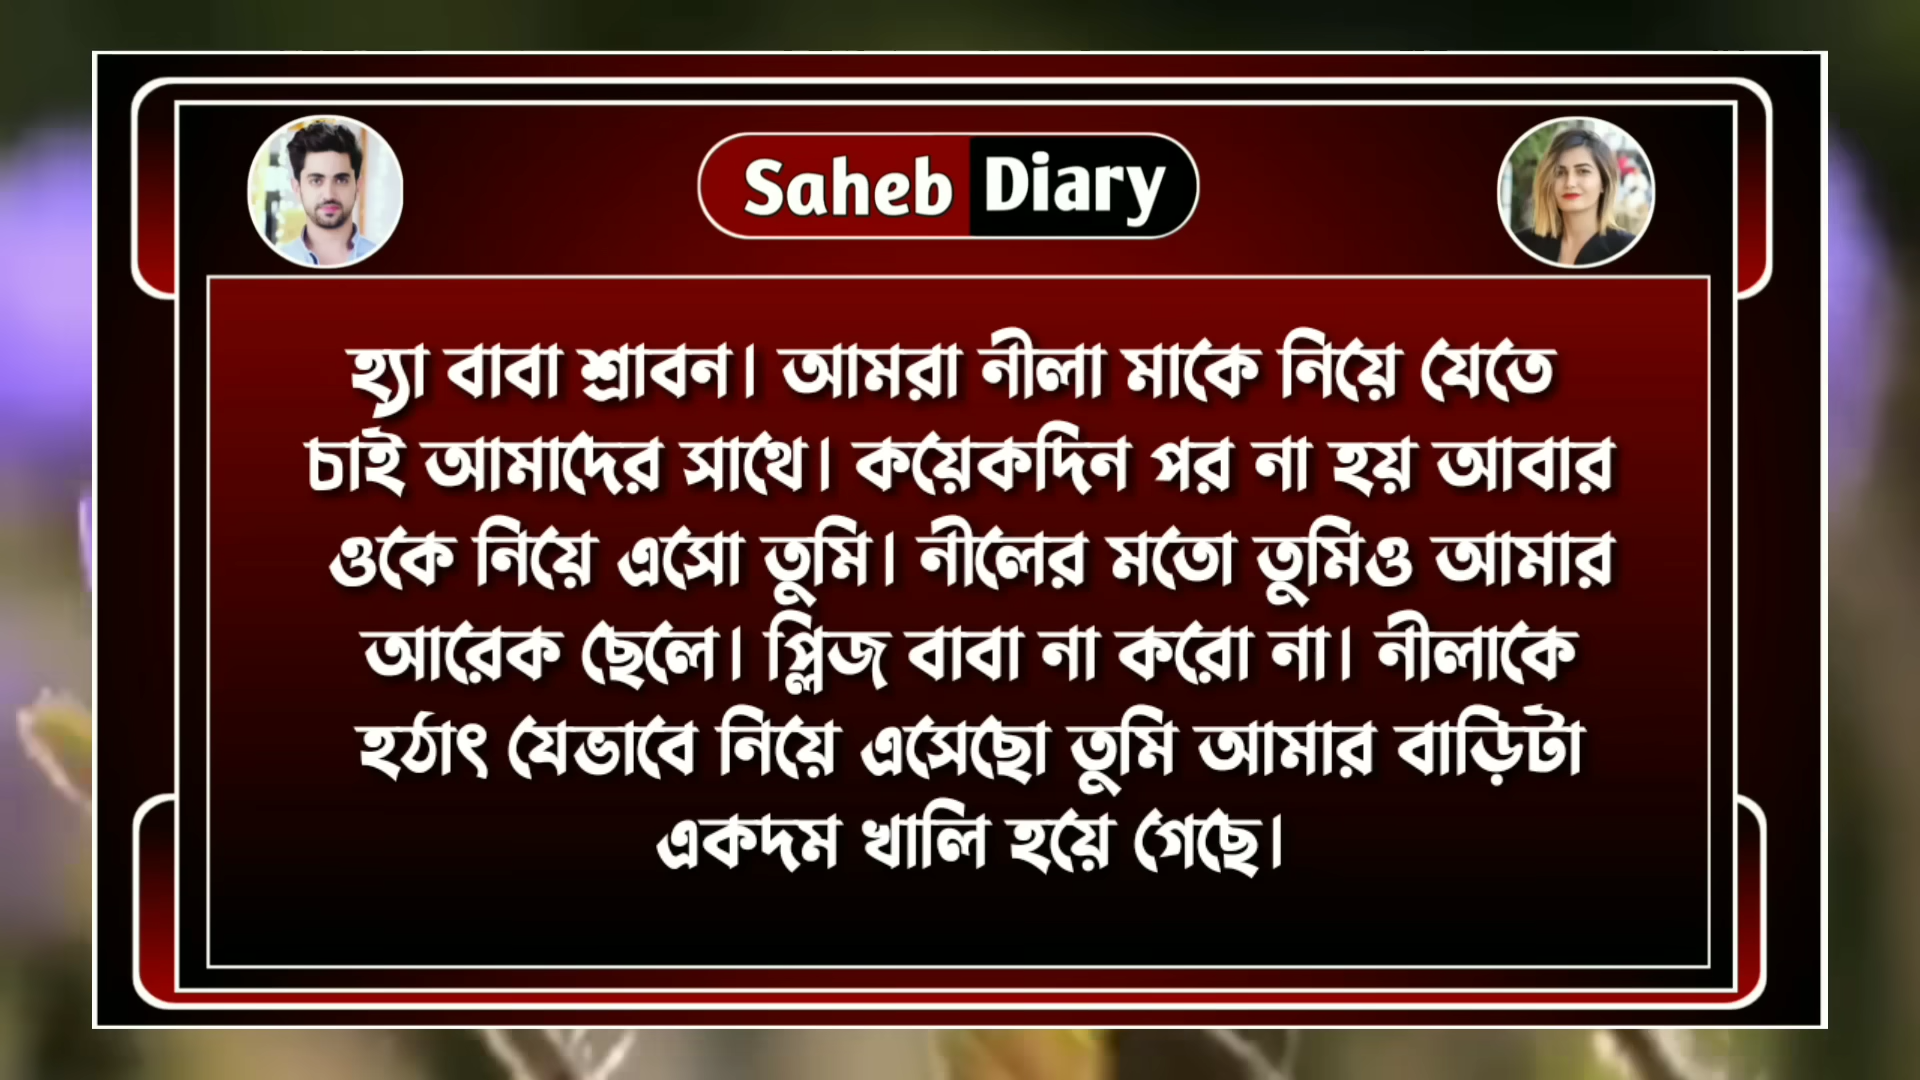 Saheb Diary
হ্যা বাবা শ্রাবন। আমরা নীলা মাকে নিয়ে যেতে
চাই আমাদের সাথে। কয়েকদিন পর না হয় আবার
ওকে নিয়ে এসো তুমি। নীলের মতো তুমিও আমার
আরেক ছেলে। প্লিজ বাবা না করো না। নীলাকে
হঠাৎ যেভাবে নিয়ে এসেছো তুমি আমার বাড়িটা
একদম খালি হয়ে গেছে।